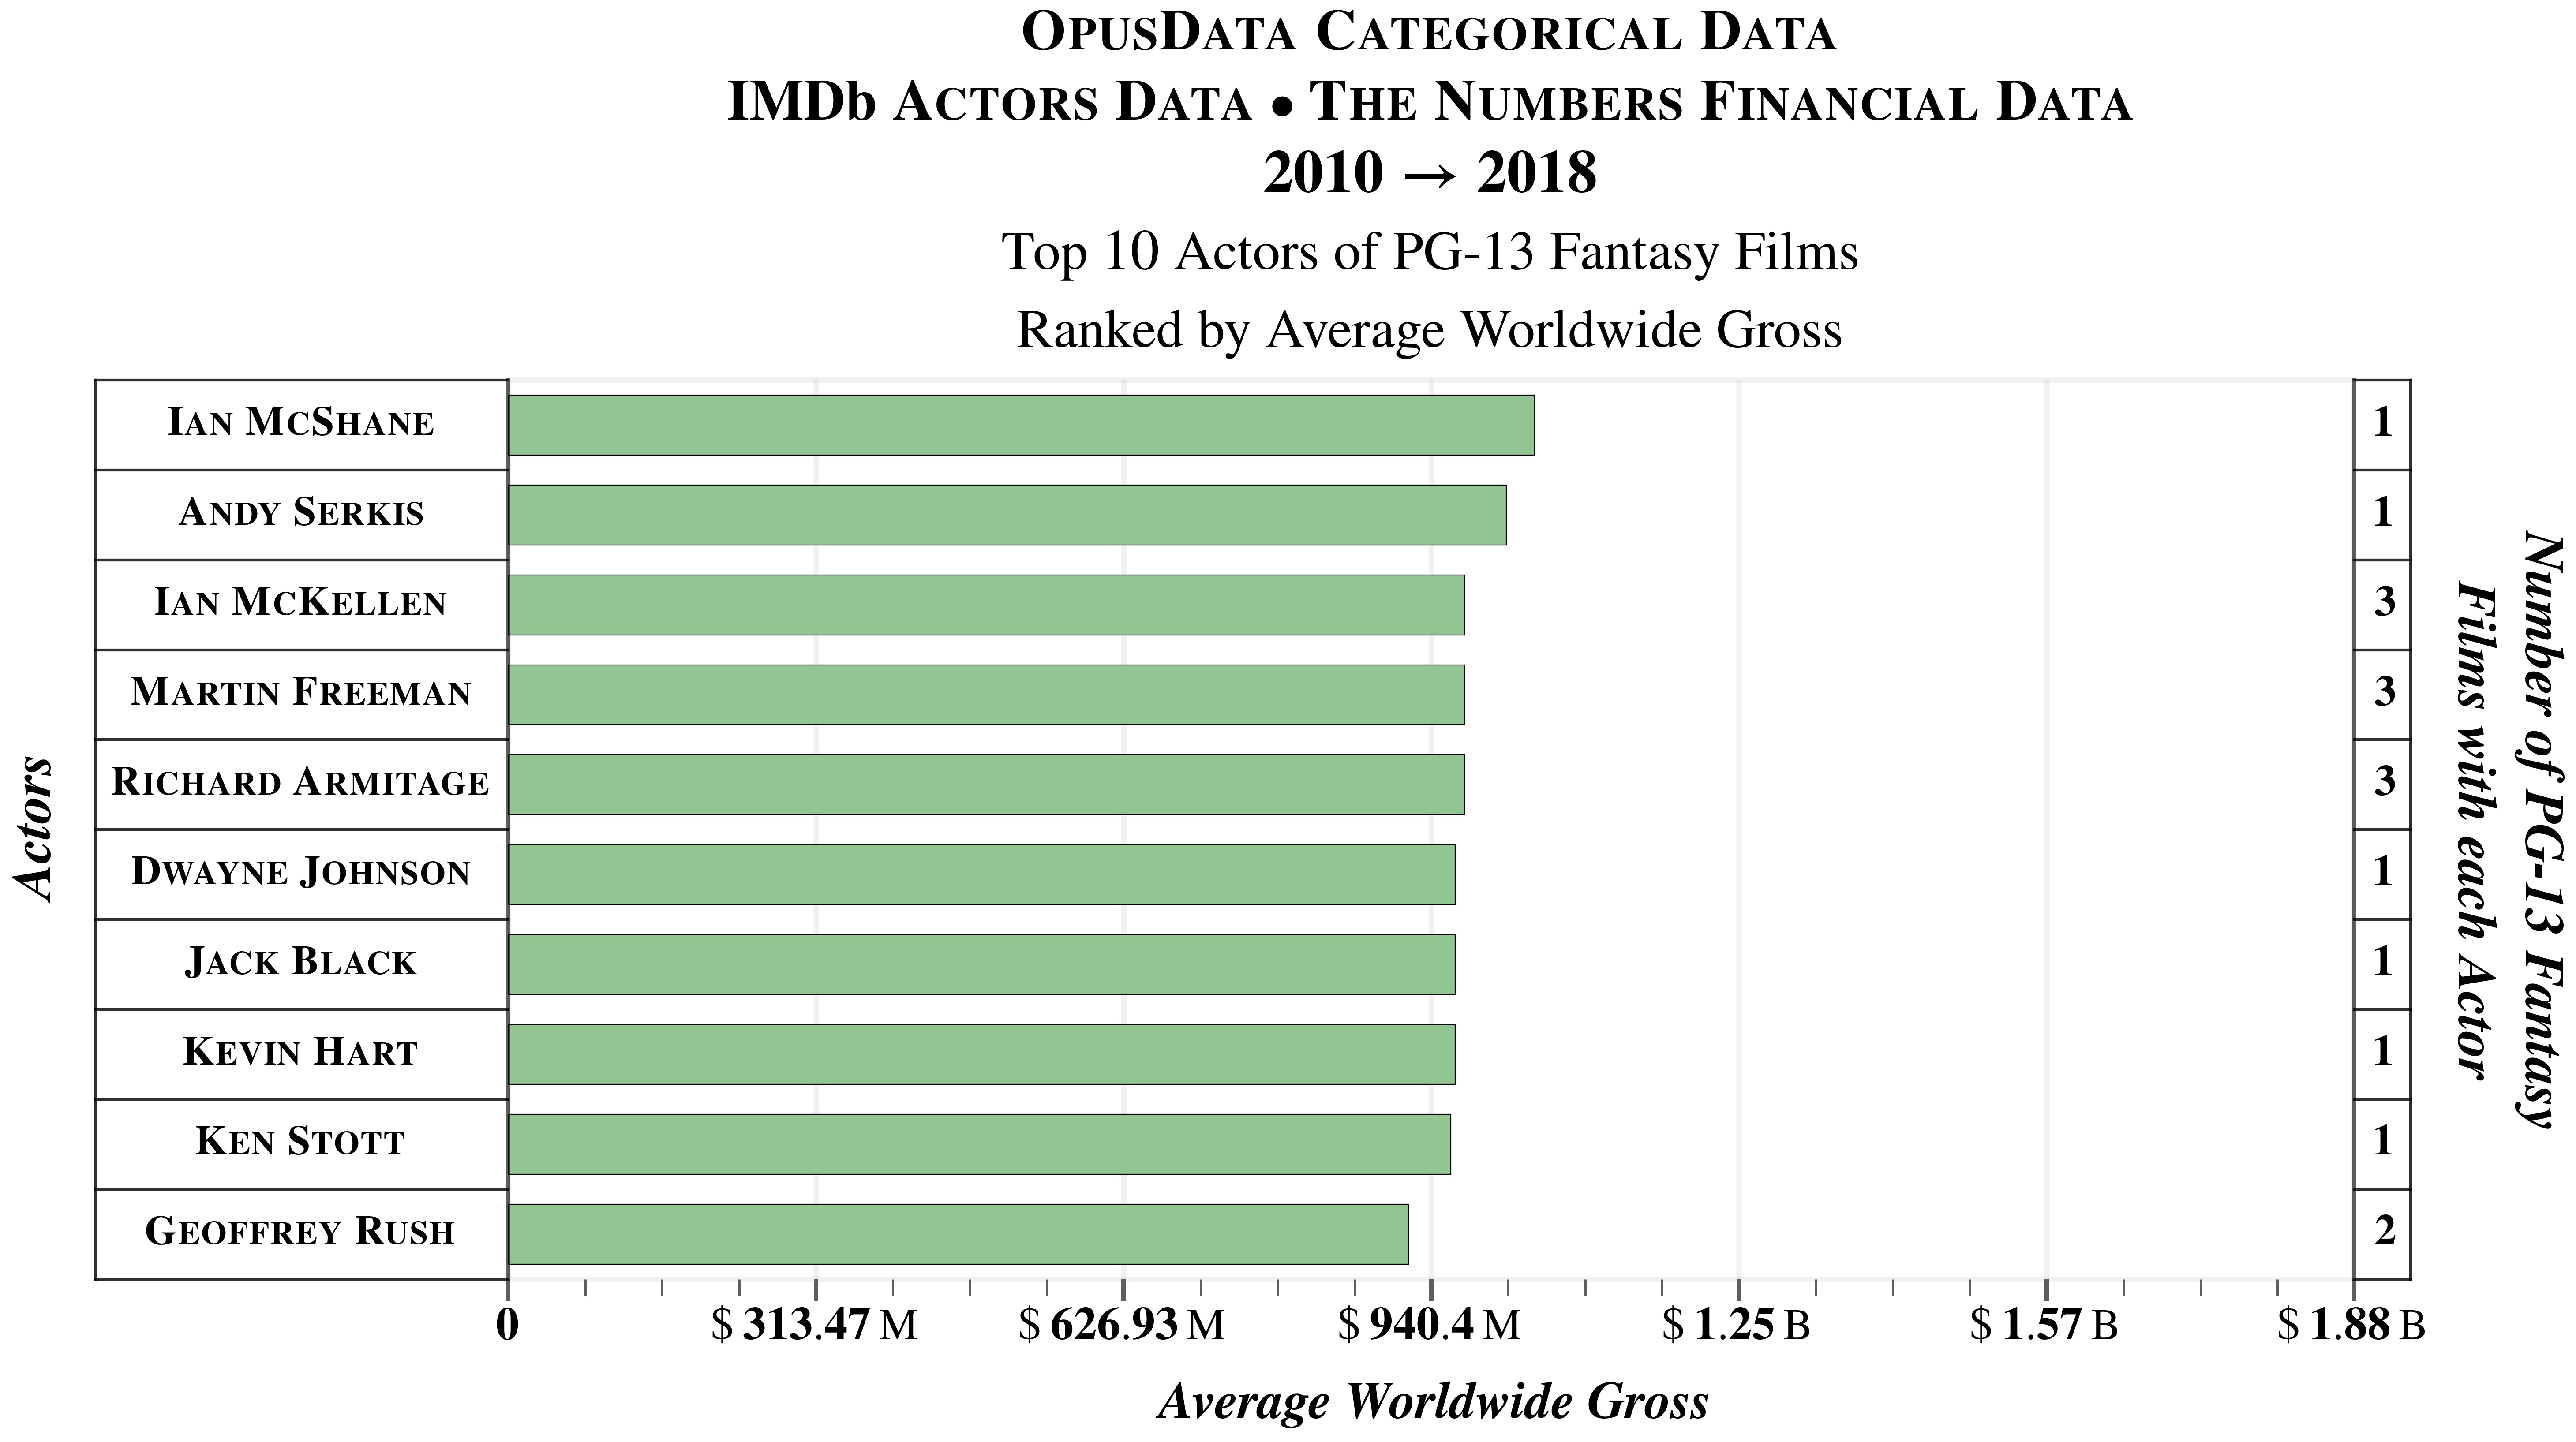 OpusData Categorical Data
IMDb Actors Data • The Numbers Financial Data
2010 → 2018
Top 10 Actors of PG-13 Fantasy Films
Ranked by Average Worldwide Gross
Actors
Ian McShane 1
Andy Serkis 1
Ian McKellen 3
Martin Freeman 3
Richard Armitage 3
Dwayne Johnson 1
Jack Black 1
Kevin Hart 1
Ken Stott 1
Geoffrey Rush 2
Number of PG-13 Fantasy
Films with each Actor
0 $ 313.47 M $ 626.93 M $ 940.4 M $ 1.25 B $ 1.57 B $ 1.88 B
Average Worldwide Gross